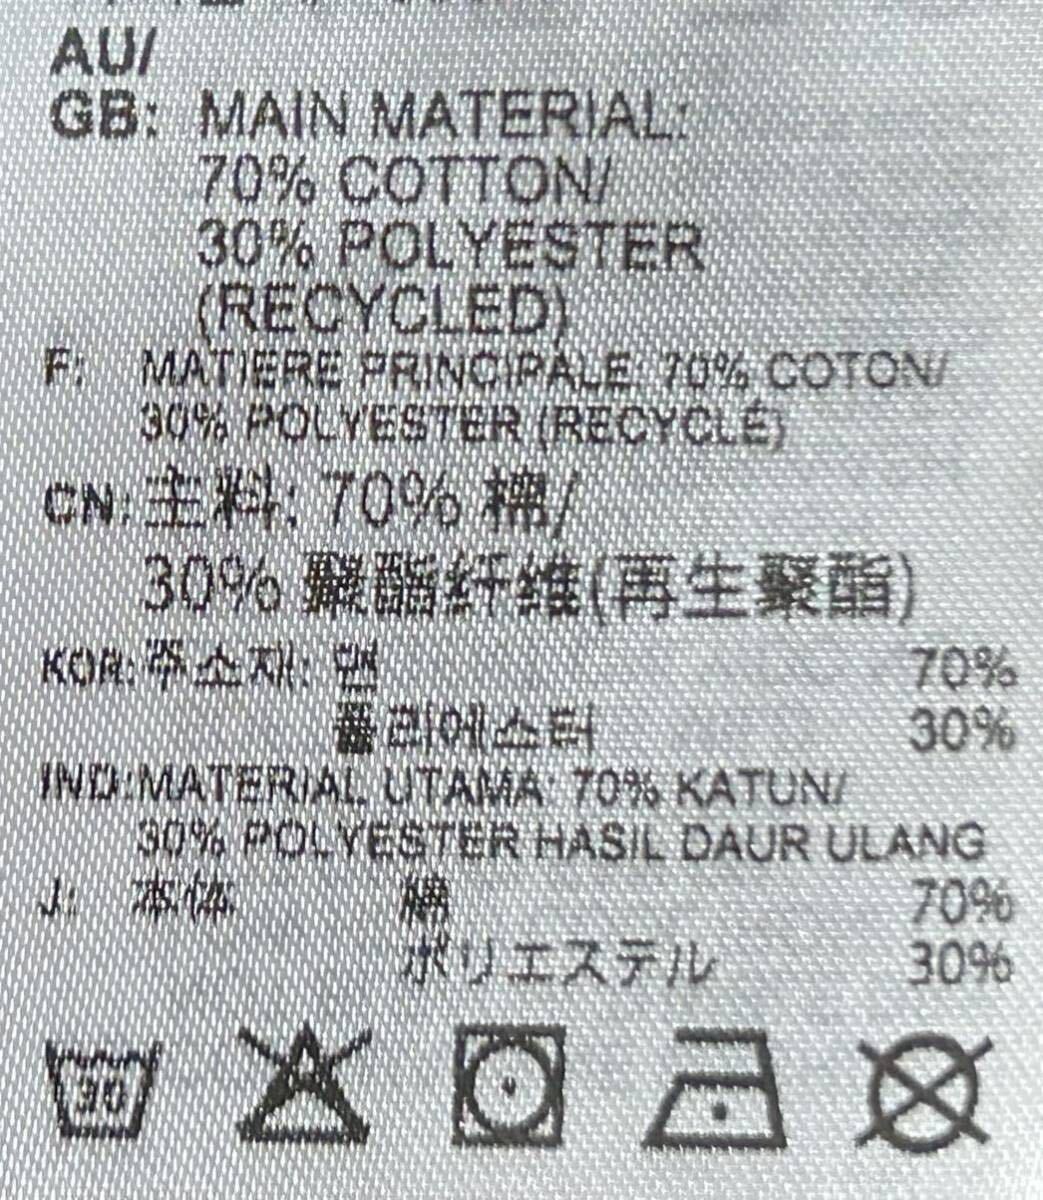 AU/
GB: MAIN MATERIAL:
70% COTTON/
30% POLYESTER
(RECYCLED)
F: MATIERE PRINCIPALE: 70% COTON/
30% POLYESTER (RECYCLÉ)
CN: 主料: 70% 棉/
30% 聚酯纤维(再生聚酯)
KOR: 주소재: 면 70%
폴리에스터 30%
IND: MATERIAL UTAMA: 70% KATUN/
30% POLYESTER HASIL DAUR ULANG
J: 本体 綿 70%
ポリエステル 30%
30